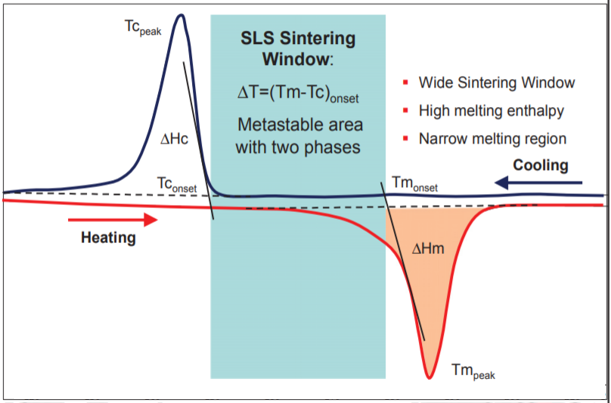 Tcpeak
SLS Sintering
Window:
ΔT=(Tm-Tc)onset
Metastable area
with two phases
▪ Wide Sintering Window
▪ High melting enthalpy
▪ Narrow melting region
ΔHc
Cooling
Tconset
Tmonset
Heating
ΔHm
Tmpeak